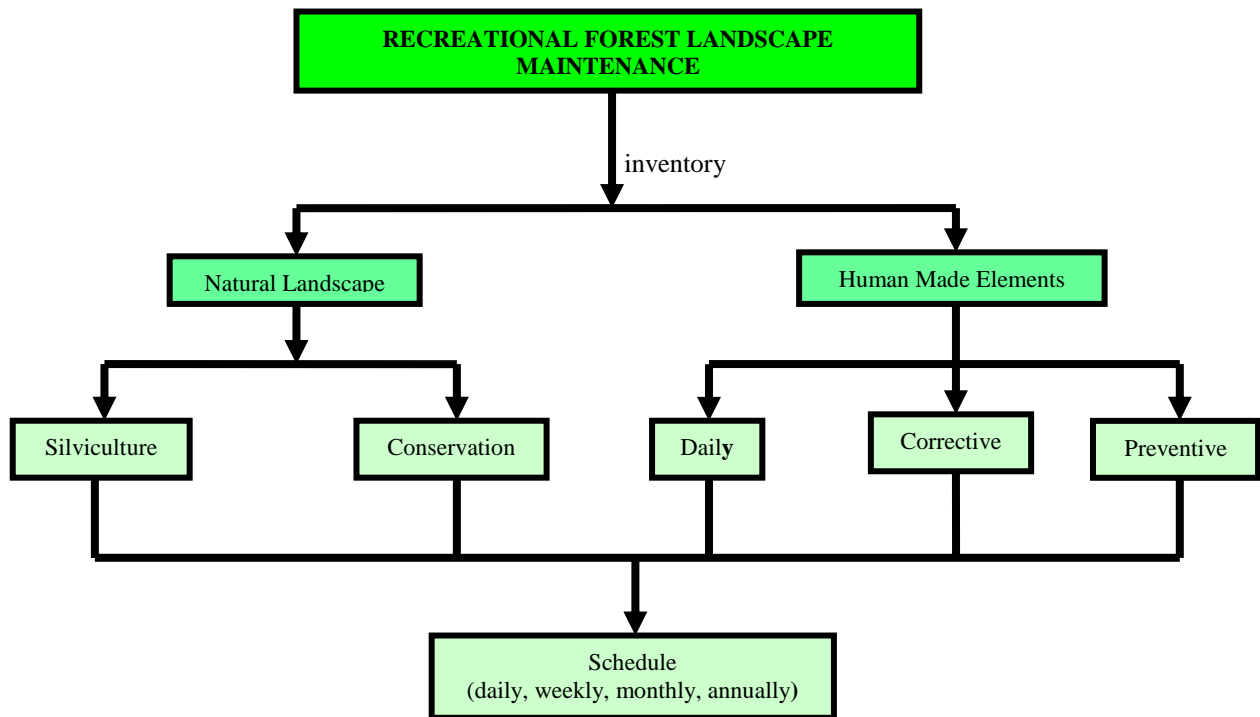 RECREATIONAL FOREST LANDSCAPE
MAINTENANCE
inventory
Natural Landscape
Human Made Elements
Silviculture
Conservation
Daily
Corrective
Preventive
Schedule
(daily, weekly, monthly, annually)